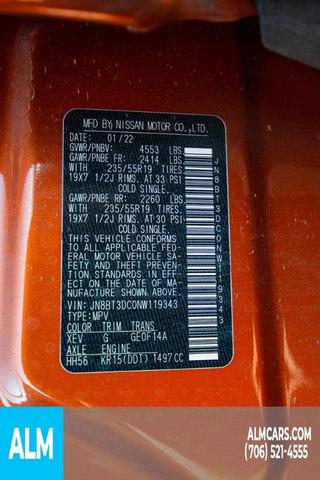 MFD BY NISSAN MOTOR CO.,LTD.
DATE: 01/22
GVWR/PNBV: 4553 LBS
GAWR/PNBE FR: 2414 LBS
WITH 235/55R19 TIRES,
19X7 1/2J RIMS, AT 33 PSI
COLD SINGLE.
GAWR/PNBE RR: 2260 LBS
WITH 235/55R19 TIRES,
19X7 1/2J RIMS, AT 30 PSI
COLD SINGLE.
THIS VEHICLE CONFORMS
TO ALL APPLICABLE FED-
ERAL MOTOR VEHICLE SA-
FETY AND THEFT PREVEN-
TION STANDARDS IN EFF-
ECT ON THE DATE OF MA-
NUFACTURE SHOWN ABOVE.
VIN: JN8BT3DC0NW119343
TYPE: MPV
COLOR TRIM TRANS
XEV G GE0F14A
AXLE ENGINE
HH56 KR15(DDT) 1497CC
JN8BT3DC0NW119343
ALM
ALMCARS.COM
(706) 521-4555